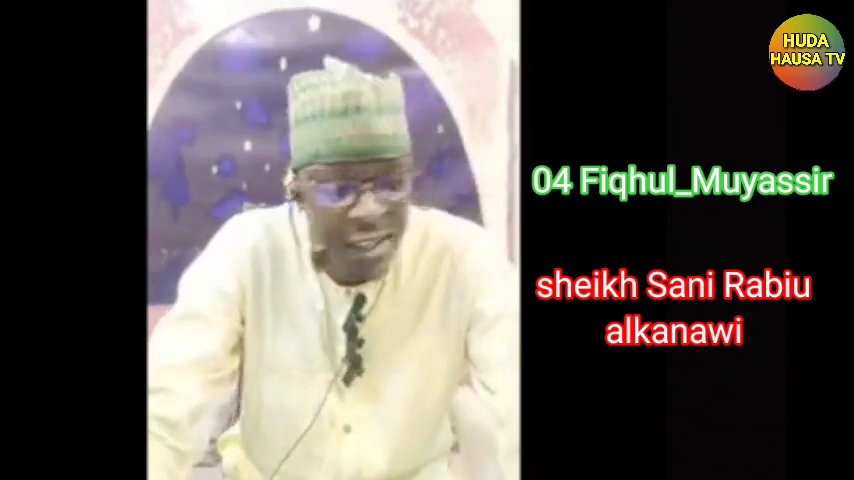 HUDA
HAUSA TV
04 Fiqhul_Muyassir
sheikh Sani Rabiu
alkanawi